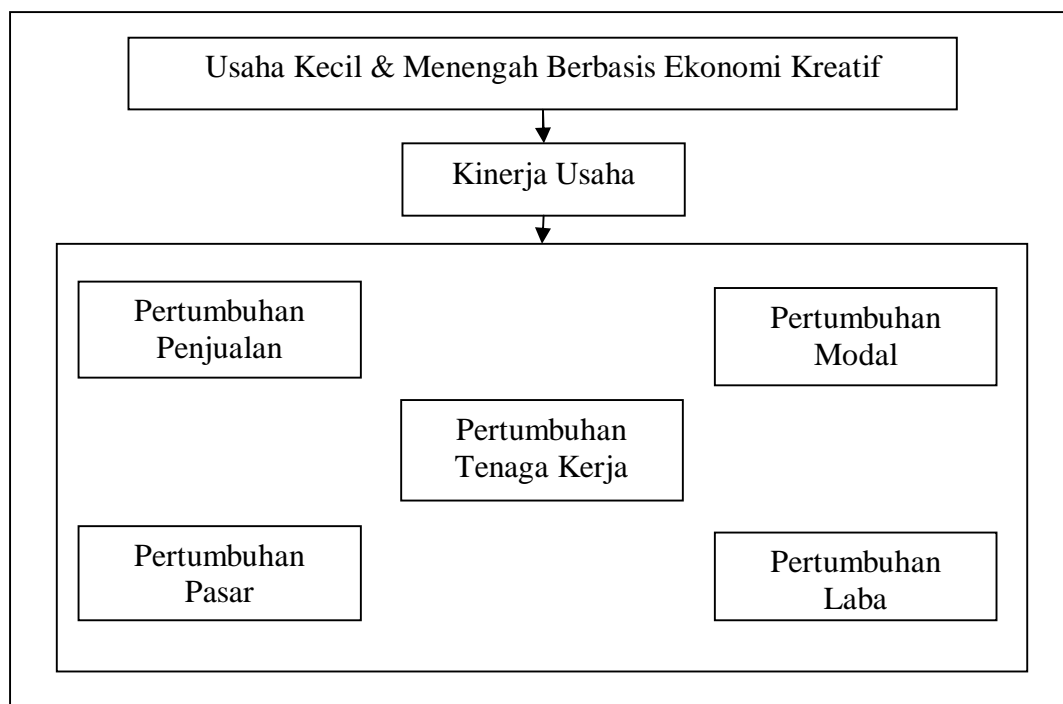 Usaha Kecil & Menengah Berbasis Ekonomi Kreatif
Kinerja Usaha
Pertumbuhan
Penjualan
Pertumbuhan
Modal
Pertumbuhan
Tenaga Kerja
Pertumbuhan
Pasar
Pertumbuhan
Laba